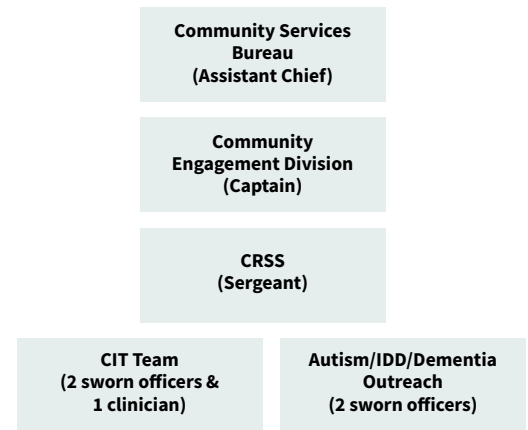 Community Services
Bureau
(Assistant Chief)
Community
Engagement Division
(Captain)
CRSS
(Sergeant)
CIT Team
(2 sworn officers &
1 clinician)
Autism/IDD/Dementia
Outreach
(2 sworn officers)